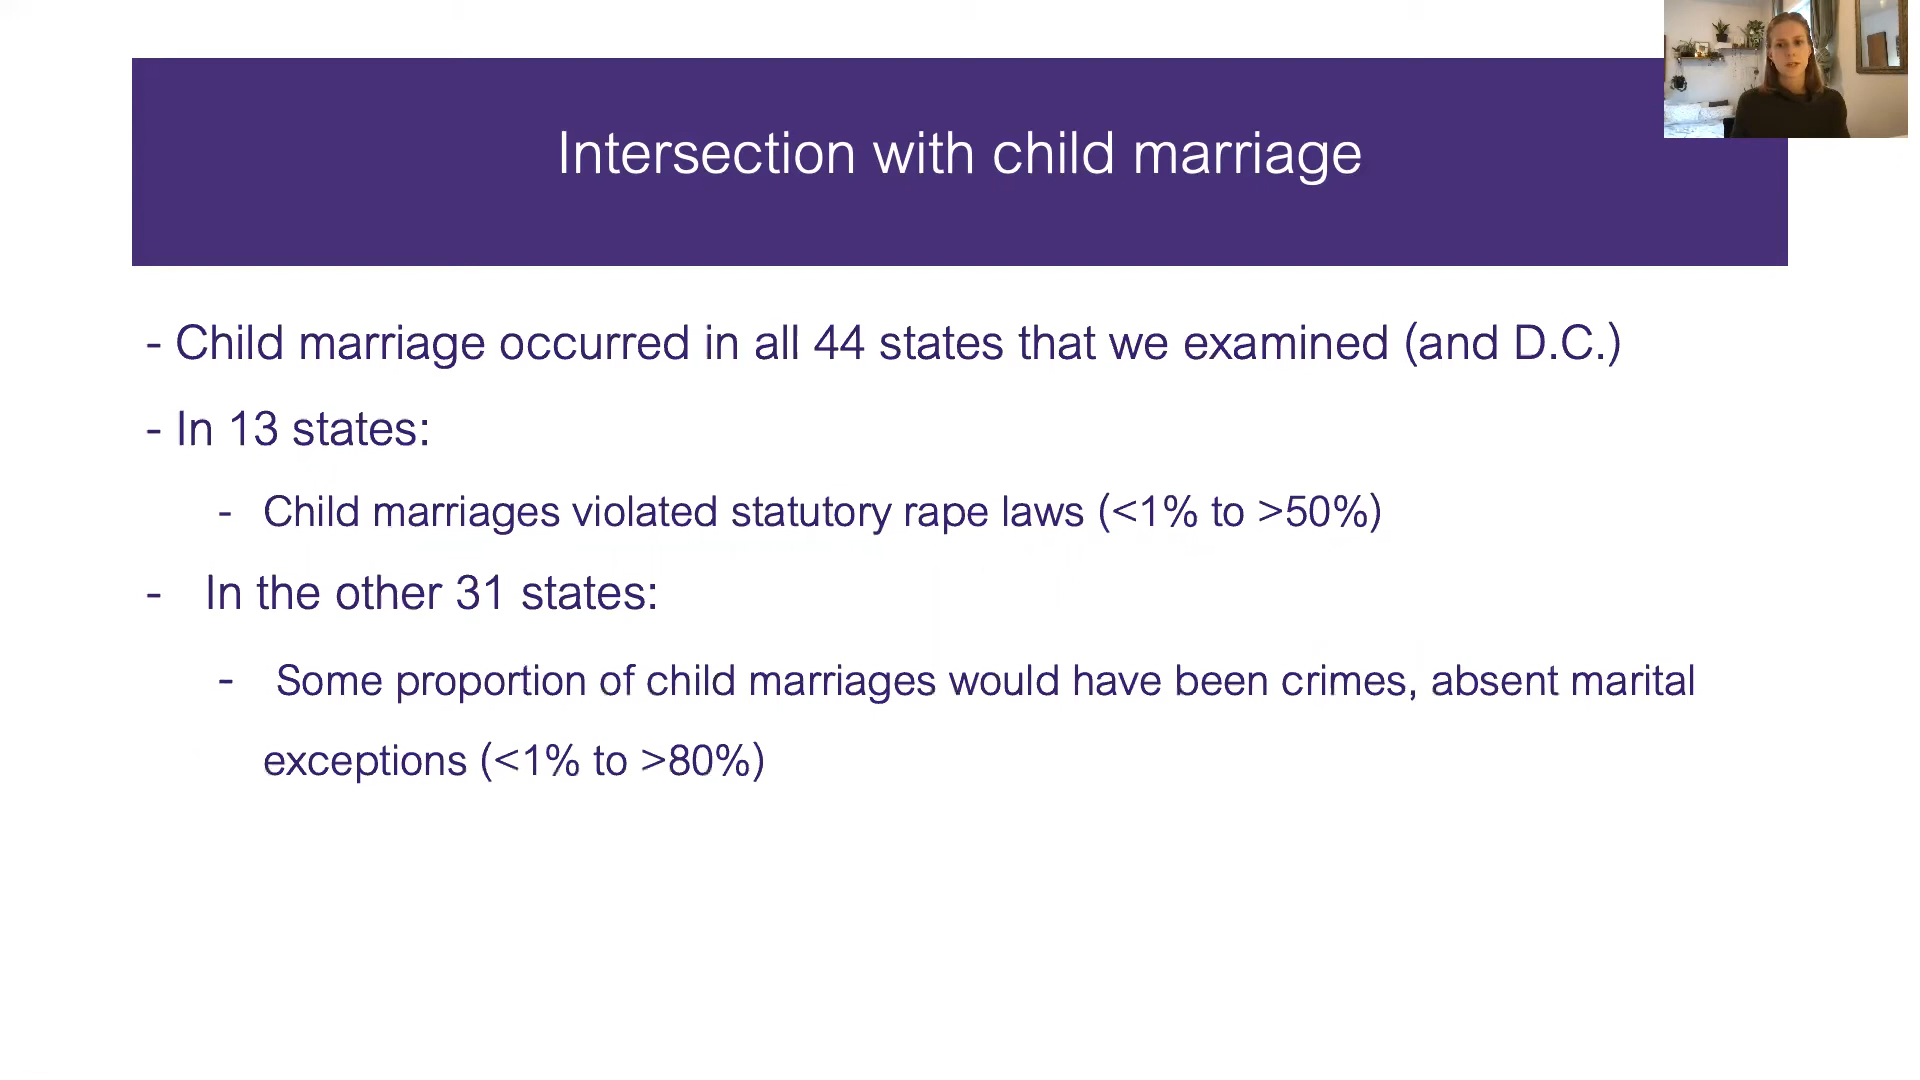 Intersection with child marriage
- Child marriage occurred in all 44 states that we examined (and D.C.)
- In 13 states:
- Child marriages violated statutory rape laws (<1% to >50%)
- In the other 31 states:
- Some proportion of child marriages would have been crimes, absent marital
exceptions (<1% to >80%)